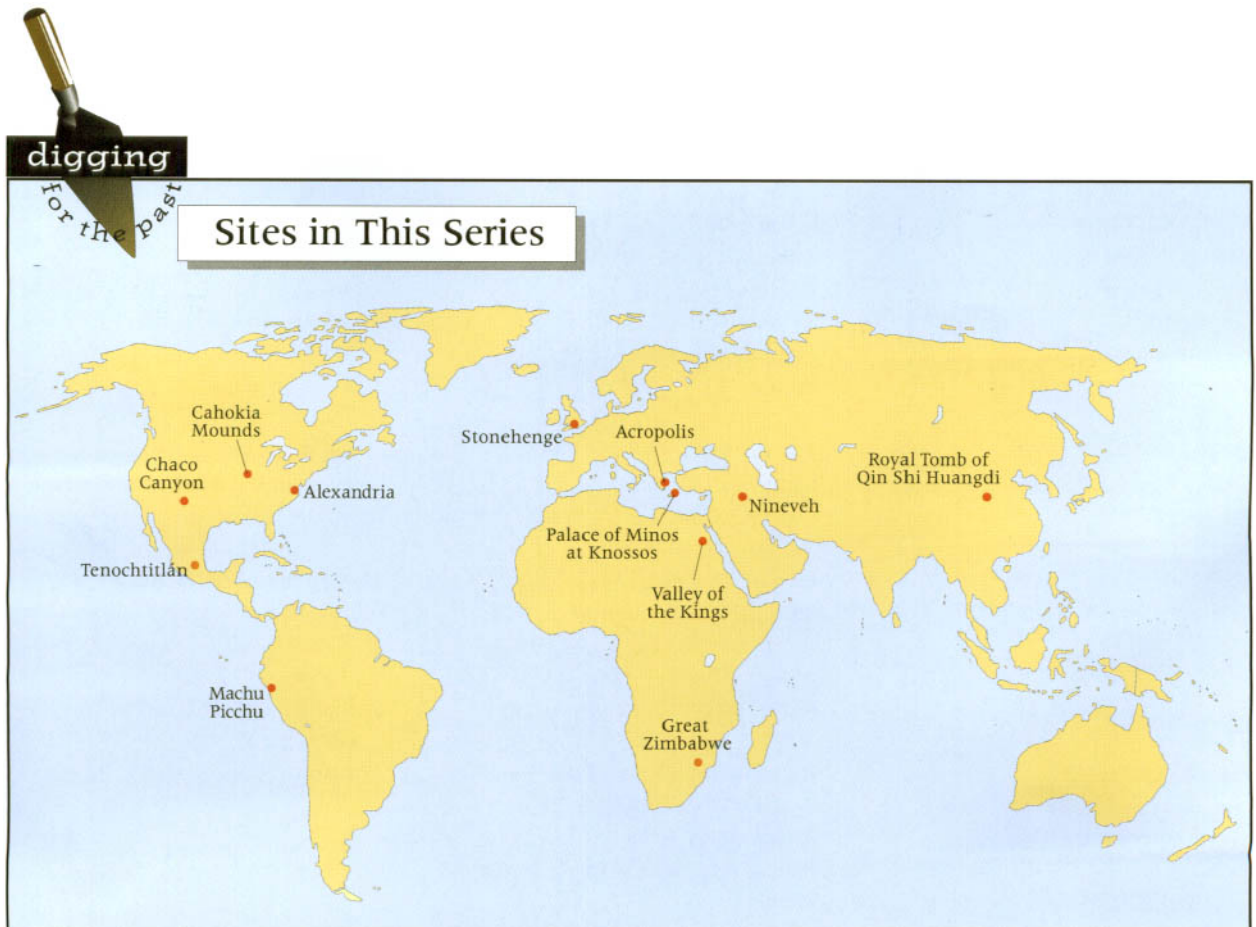 digging
for the past
Sites in This Series
Cahokia
Mounds
Chaco
Canyon
Alexandria
Tenochtitlán
Machu
Picchu
Stonehenge
Acropolis
Palace of Minos
at Knossos
Valley of
the Kings
Nineveh
Royal Tomb of
Qin Shi Huangdi
Great
Zimbabwe